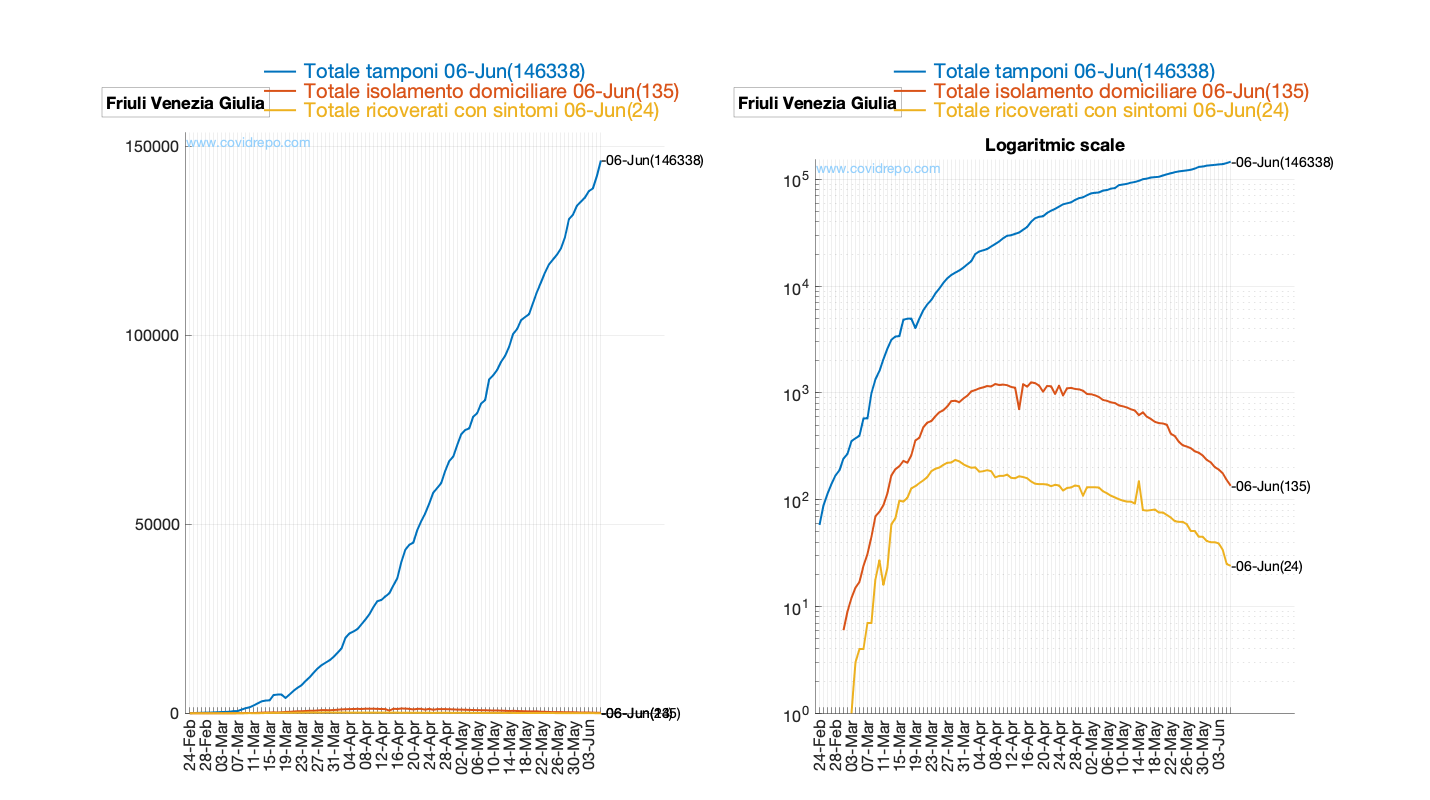 Totale tamponi 06-Jun(146338)
Totale isolamento domiciliare 06-Jun(135)
Totale ricoverati con sintomi 06-Jun(24)
Friuli Venezia Giulia
www.covidrepo.com
150000
100000
50000
0
-06-Jun(146338)
-06-Jun(135)
24-Feb
28-Feb
03-Mar
07-Mar
11-Mar
15-Mar
19-Mar
23-Mar
27-Mar
31-Mar
04-Apr
08-Apr
12-Apr
16-Apr
20-Apr
24-Apr
28-Apr
02-May
06-May
10-May
14-May
18-May
22-May
26-May
30-May
03-Jun
Totale tamponi 06-Jun(146338)
Totale isolamento domiciliare 06-Jun(135)
Totale ricoverati con sintomi 06-Jun(24)
Friuli Venezia Giulia
Logaritmic scale
www.covidrepo.com
10^5
10^4
10^3
10^2
10^1
10^0
-06-Jun(146338)
-06-Jun(135)
-06-Jun(24)
24-Feb
28-Feb
03-Mar
07-Mar
11-Mar
15-Mar
19-Mar
23-Mar
27-Mar
31-Mar
04-Apr
08-Apr
12-Apr
16-Apr
20-Apr
24-Apr
28-Apr
02-May
06-May
10-May
14-May
18-May
22-May
26-May
30-May
03-Jun